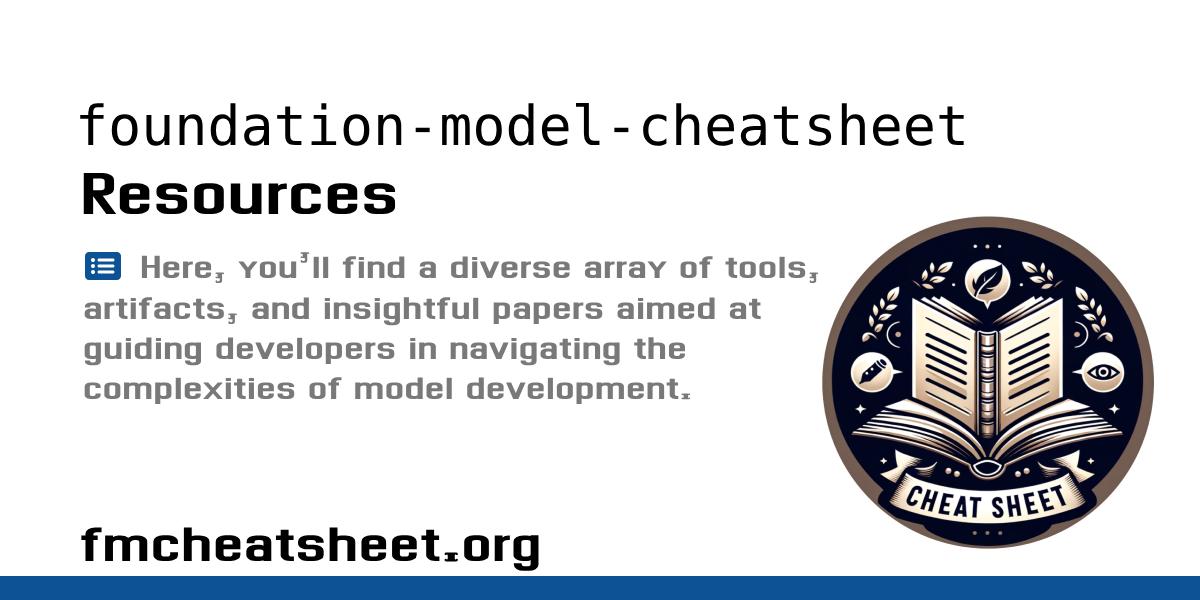 foundation-model-cheatsheet
Resources
Here, you'll find a diverse array of tools,
artifacts, and insightful papers aimed at
guiding developers in navigating the
complexities of model development.
CHEAT SHEET
fmcheatsheet.org